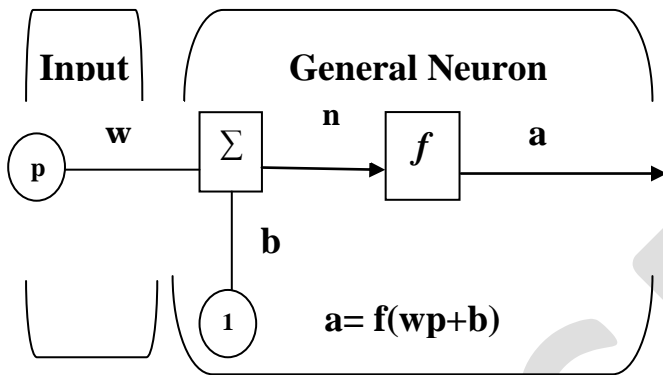 Input General Neuron
w n a
p ∑ f
b
1 a= f(wp+b)